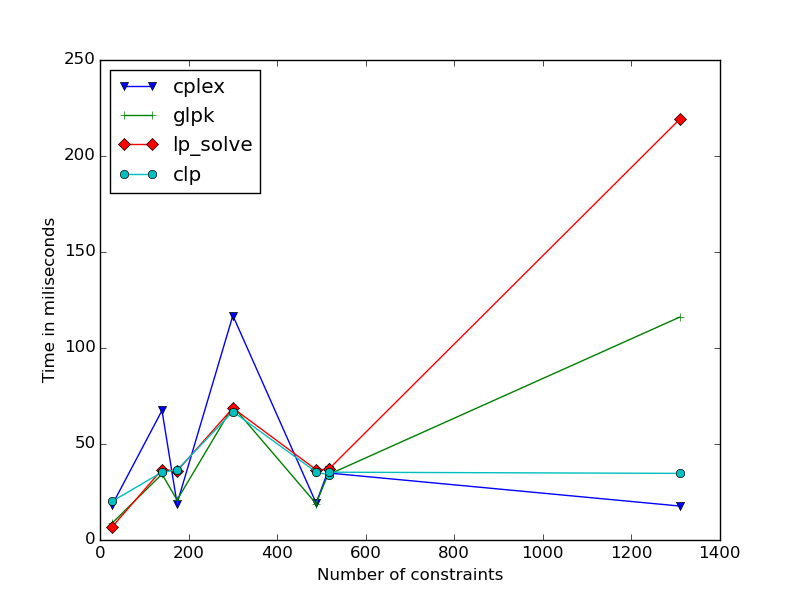 250
200
150
100
50
0
Time in miliseconds
cplex
glpk
lp_solve
clp
0 200 400 600 800 1000 1200 1400
Number of constraints